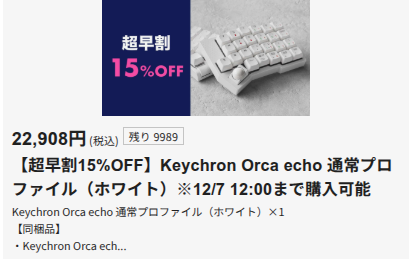 超早割
15%OFF
22,908円 (税込) 残り 9989
【超早割15%OFF】Keychron Orca echo 通常プロ
ファイル（ホワイト）※12/7 12:00まで購入可能
Keychron Orca echo 通常プロファイル（ホワイト）×1
【同梱品】
・Keychron Orca ech...